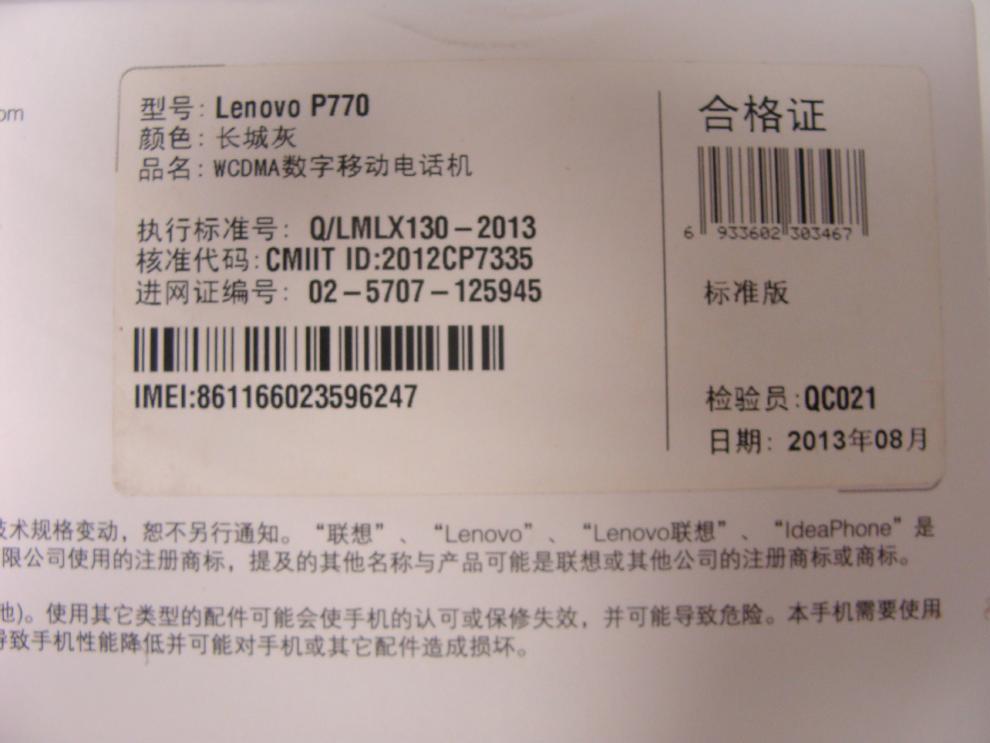 om
型号: Lenovo P770
颜色: 长城灰
品名: WCDMA数字移动电话机
执行标准号: Q/LMLX130-2013
核准代码:CMIIT ID:2012CP7335
进网证编号: 02-5707-125945
IMEI:861166023596247
合格证
6 933602 303467
标准版
检验员:QC021
日期: 2013年08月
技术规格变动，恕不另行通知。“联想”、“Lenovo”、“Lenovo联想”、“IdeaPhone”是
限公司使用的注册商标，提及的其他名称与产品可能是联想或其他公司的注册商标或商标。
池)。使用其它类型的配件可能会使手机的认可或保修失效，并可能导致危险。本手机需要使用
导致手机性能降低并可能对手机或其它配件造成损坏。